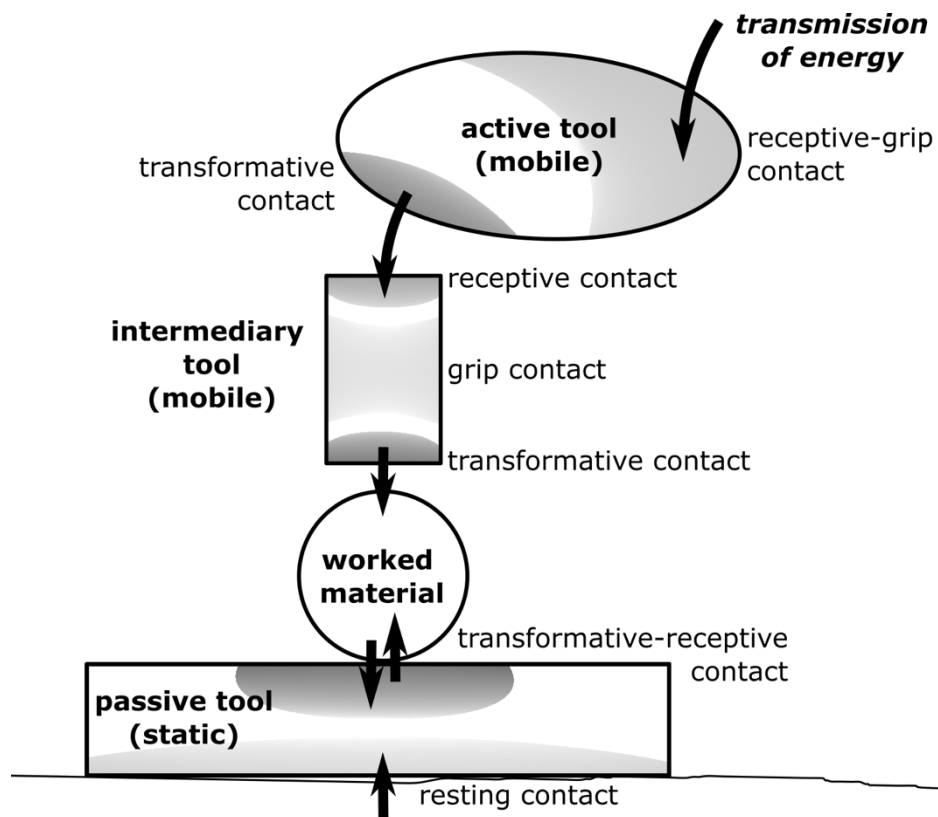 transmission
of energy
active tool
(mobile)
receptive-grip
contact
transformative
contact
receptive contact
intermediary
tool
(mobile)
grip contact
transformative contact
worked
material
transformative-receptive
contact
passive tool
(static)
resting contact